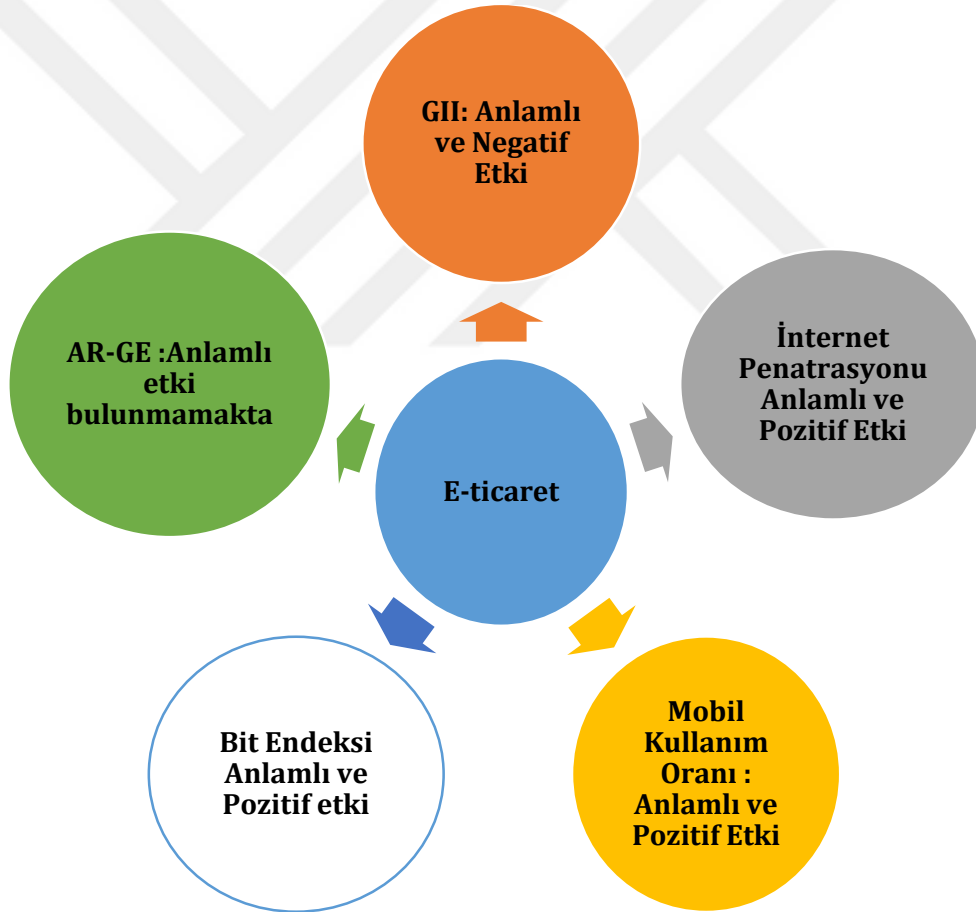 GII: Anlamlı
ve Negatif
Etki
AR-GE :Anlamlı
etki
bulunmamakta
İnternet
Penatrasyonu
Anlamlı ve
Pozitif Etki
E-ticaret
Bit Endeksi
Anlamlı ve
Pozitif etki
Mobil
Kullanım
Oranı :
Anlamlı ve
Pozitif Etki